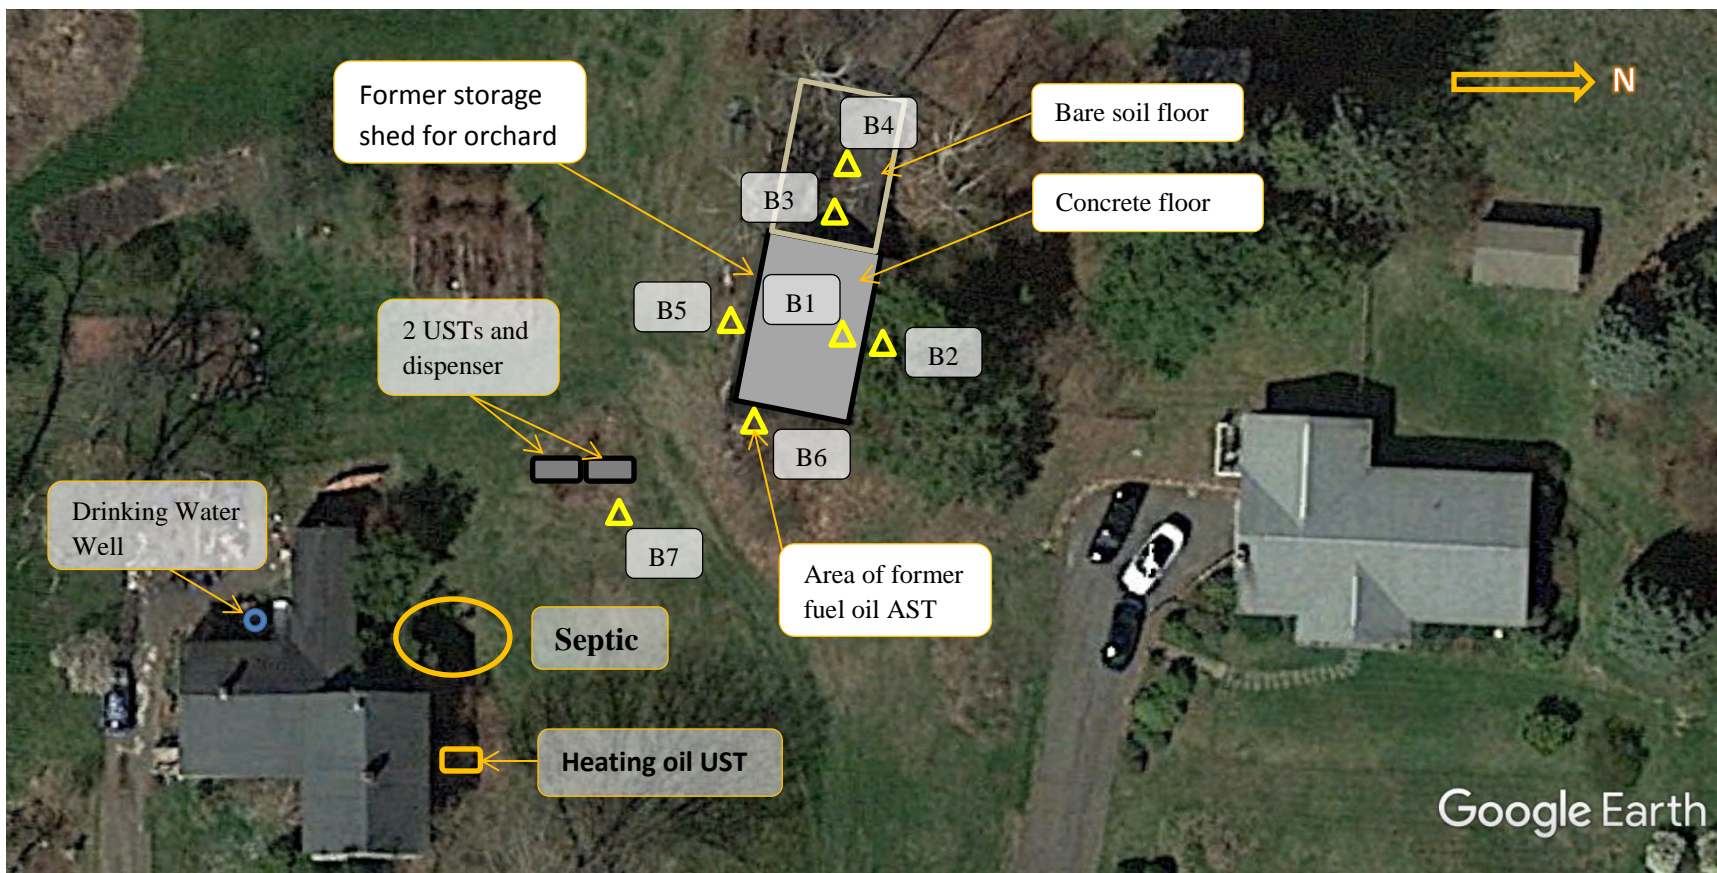 N
Former storage
shed for orchard
B4
Bare soil floor
B3
Concrete floor
B5
B1
B2
2 USTs and
dispenser
B6
Drinking Water
Well
B7
Area of former
fuel oil AST
Septic
Heating oil UST
Google Earth